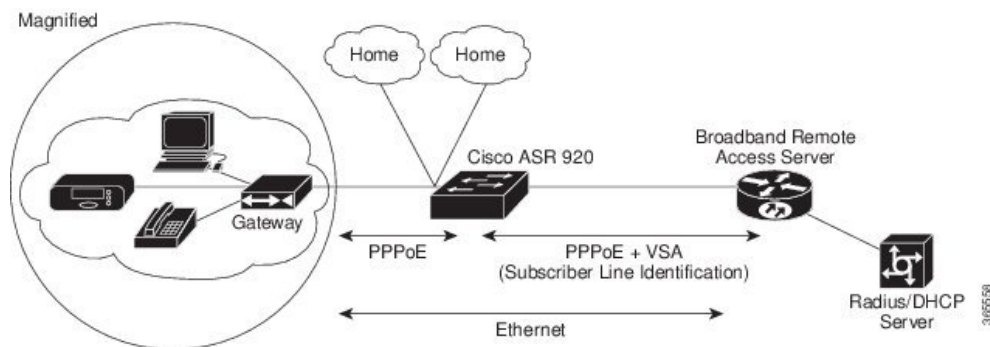 Magnified
Home
Home
Cisco ASR 920
Broadband Remote
Access Server
Gateway
PPPoE
PPPoE + VSA
(Subscriber Line Identification)
Ethernet
Radius/DHCP
Server
365558